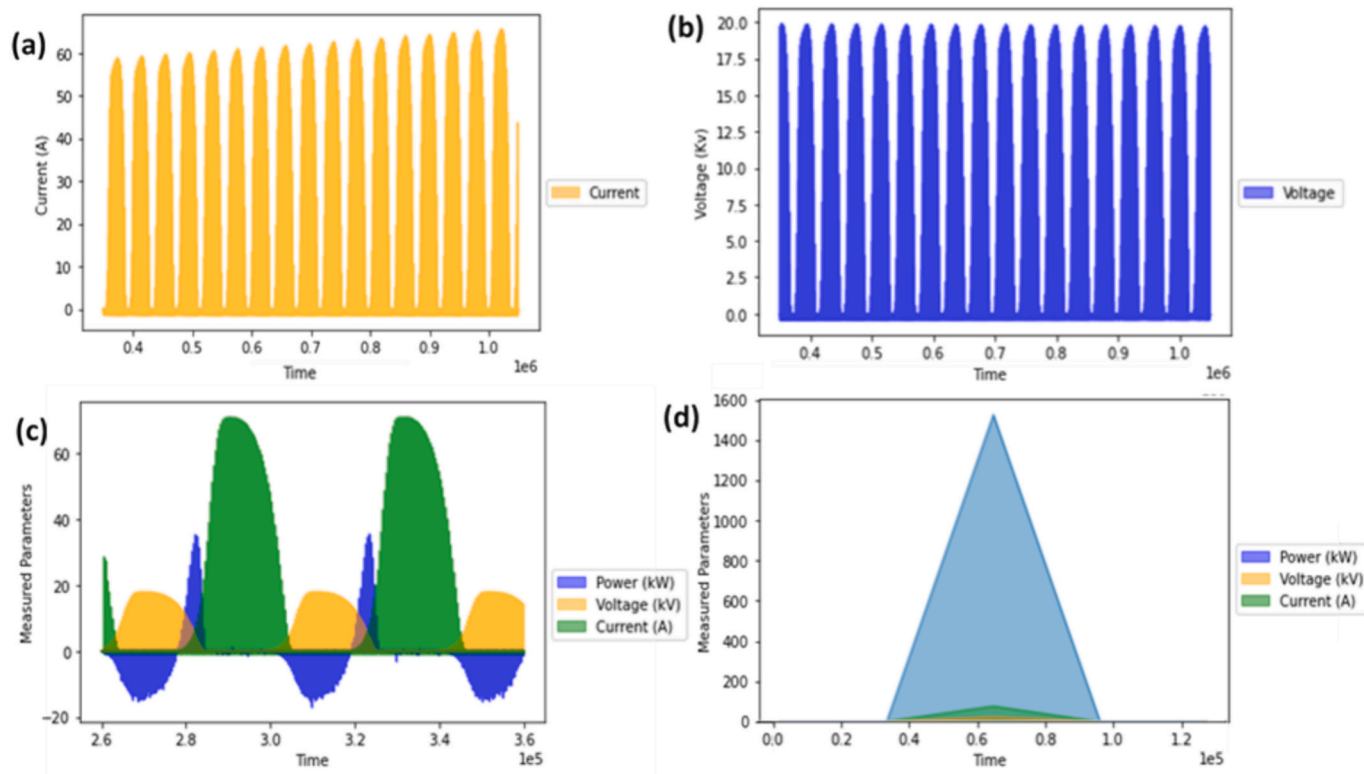 (a)
60
50
40
30
20
10
0
Current (A)
0.4 0.5 0.6 0.7 0.8 0.9 1.0
1e6
Time
Current
(b)
20.0
17.5
15.0
12.5
10.0
7.5
5.0
2.5
0.0
Voltage (Kv)
0.4 0.5 0.6 0.7 0.8 0.9 1.0
Time
1e6
Voltage
(c)
60
40
20
0
−20
Measured Parameters
2.6 2.8 3.0 3.2 3.4 3.6
Time
1e5
Power (kW)
Voltage (kV)
Current (A)
(d)
1600
1400
1200
1000
800
600
400
200
0
Measured Parameters
0.0 0.2 0.4 0.6 0.8 1.0 1.2
Time
1e5
Power (kW)
Voltage (kV)
Current (A)